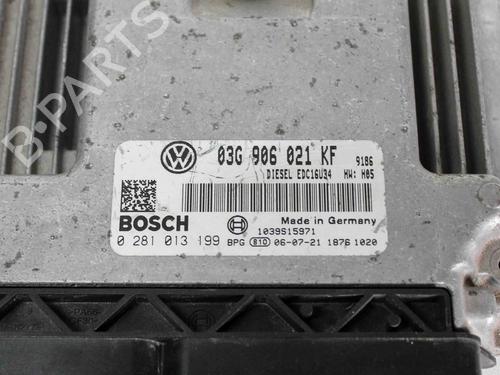 B-PARTS
03G 906 021 KF 9186
DIESEL EDC16U34 HW: H05
BOSCH
Made in Germany
1039S15971
0 281 013 199 BPG 810 06-07-21 1876 1020